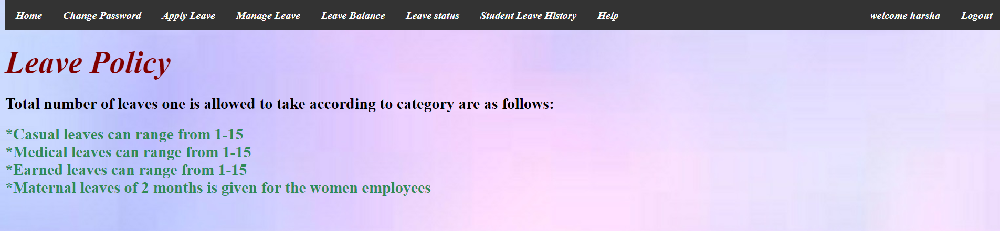 Home Change Password Apply Leave Manage Leave Leave Balance Leave status Student Leave History Help welcome harsha Logout
Leave Policy
Total number of leaves one is allowed to take according to category are as follows:
*Casual leaves can range from 1-15
*Medical leaves can range from 1-15
*Earned leaves can range from 1-15
*Maternal leaves of 2 months is given for the women employees